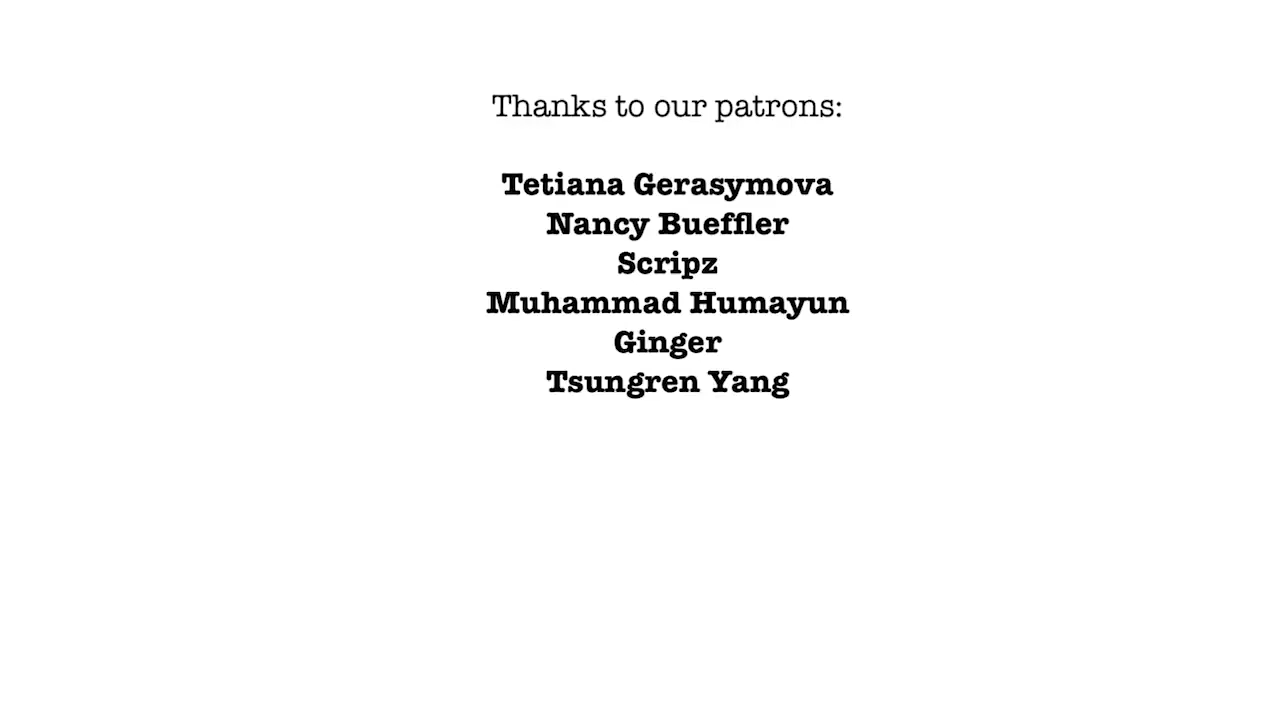 Thanks to our patrons:
Tetiana Gerasymova
Nancy Bueffler
Scripz
Muhammad Humayun
Ginger
Tsungren Yang